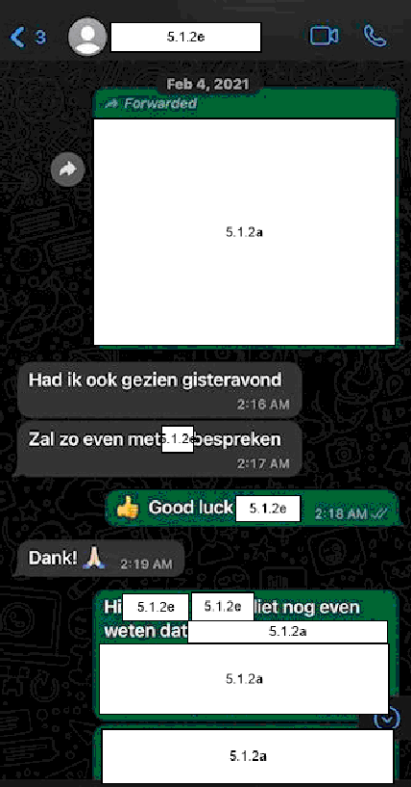 3
5.1.2e
Feb 4, 2021
Forwarded
5.1.2a
Had ik ook gezien gisteravond
2:16 AM
Zal zo even met 5.1.2e bespreken
2:17 AM
👍 Good luck 5.1.2e 2:18 AM
Dank! 🙏🏻 2:19 AM
Hi 5.1.2e 5.1.2e liet nog even
weten dat 5.1.2a
5.1.2a
5.1.2a